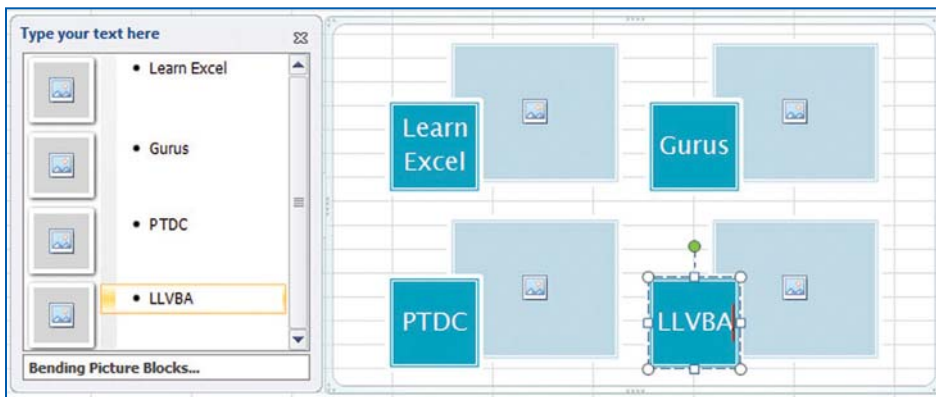 Type your text here
Learn Excel
Gurus
PTDC
LLVBA
Bending Picture Blocks...
Learn
Excel
Gurus
PTDC
LLVBA